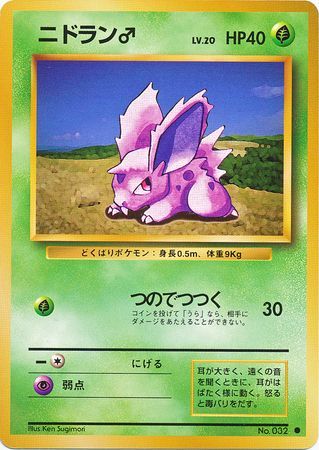 ニドラン♂ LV.20 HP40
どくばりポケモン:身長0.5m、体重9Kg
つのでつつく 30
コインを投げて「うら」なら、相手に
ダメージをあたえることができない。
にげる
弱点
耳が大きく、遠くの音
を聞くときに、耳がは
ばたく様に動く。怒る
と毒バリをだす。
Illus.Ken Sugimori No.032